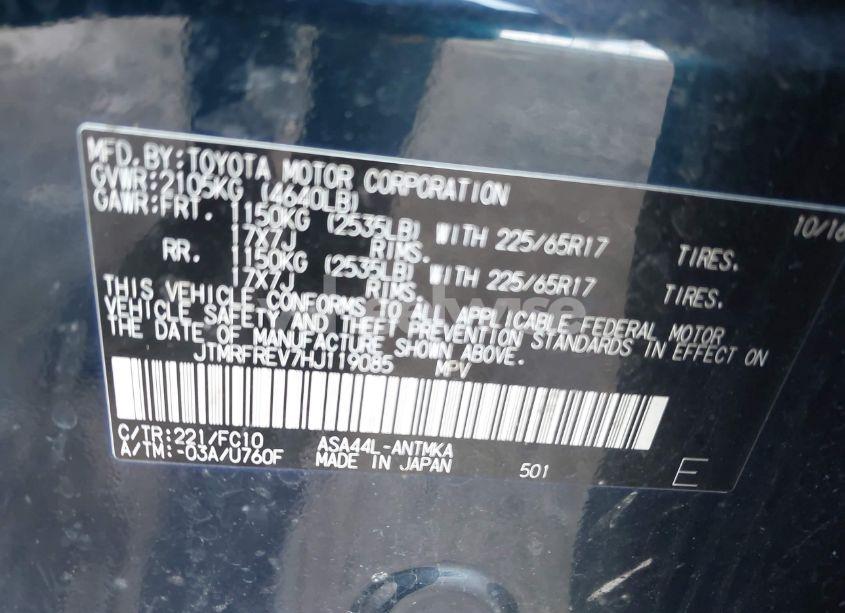 MFD.BY:TOYOTA MOTOR CORPORATION 10/16
GVWR:2105KG (4640LB)
GAWR:FRT. 1150KG (2535LB) WITH 225/65R17 TIRES.
17X7J RIMS.
RR. 1150KG (2535LB) WITH 225/65R17 TIRES.
17X7J RIMS.
THIS VEHICLE CONFORMS TO ALL APPLICABLE FEDERAL MOTOR
VEHICLE SAFETY AND THEFT PREVENTION STANDARDS IN EFFECT ON
THE DATE OF MANUFACTURE SHOWN ABOVE.
JTMRFREV7HJ119085 MPV
C/TR:221/FC10 ASA44L-ANTMKA
A/TM:-03A/U760F MADE IN JAPAN 501 E